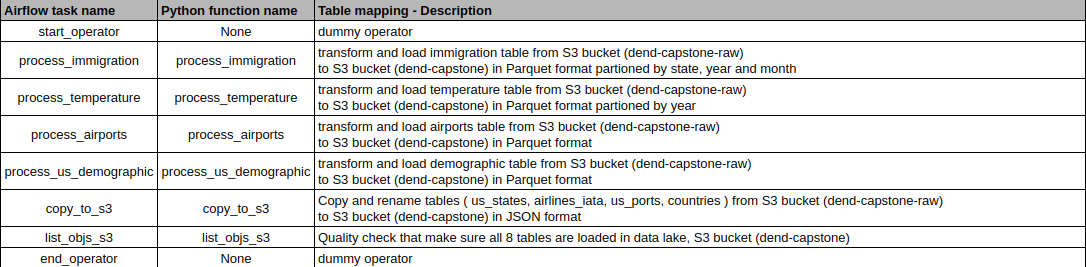 Airflow task name Python function name Table mapping - Description
start_operator None dummy operator
process_immigration process_immigration transform and load immigration table from S3 bucket (dend-capstone-raw)
to S3 bucket (dend-capstone) in Parquet format partioned by state, year and month
process_temperature process_temperature transform and load temperature table from S3 bucket (dend-capstone-raw)
to S3 bucket (dend-capstone) in Parquet format partioned by year
process_airports process_airports transform and load airports table from S3 bucket (dend-capstone-raw)
to S3 bucket (dend-capstone) in Parquet format
process_us_demographic process_us_demographic transform and load demographic table from S3 bucket (dend-capstone-raw)
to S3 bucket (dend-capstone) in Parquet format
copy_to_s3 copy_to_s3 Copy and rename tables ( us_states, airlines_iata, us_ports, countries ) from S3 bucket (dend-capstone-raw)
to S3 bucket (dend-capstone) in JSON format
list_objs_s3 list_objs_s3 Quality check that make sure all 8 tables are loaded in data lake, S3 bucket (dend-capstone)
end_operator None dummy operator